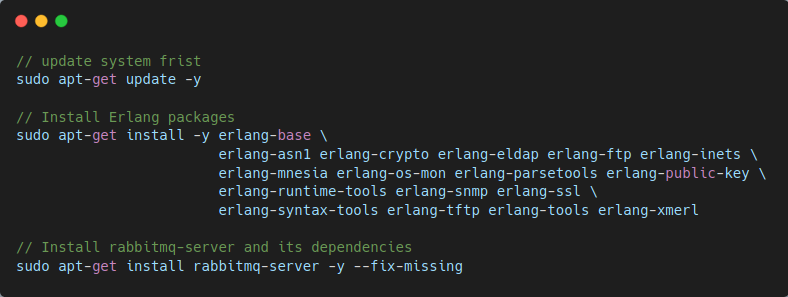 // update system frist
sudo apt-get update -y
// Install Erlang packages
sudo apt-get install -y erlang-base \
erlang-asn1 erlang-crypto erlang-eldap erlang-ftp erlang-inets \
erlang-mnesia erlang-os-mon erlang-parsetools erlang-public-key \
erlang-runtime-tools erlang-snmp erlang-ssl \
erlang-syntax-tools erlang-tftp erlang-tools erlang-xmerl
// Install rabbitmq-server and its dependencies
sudo apt-get install rabbitmq-server -y --fix-missing